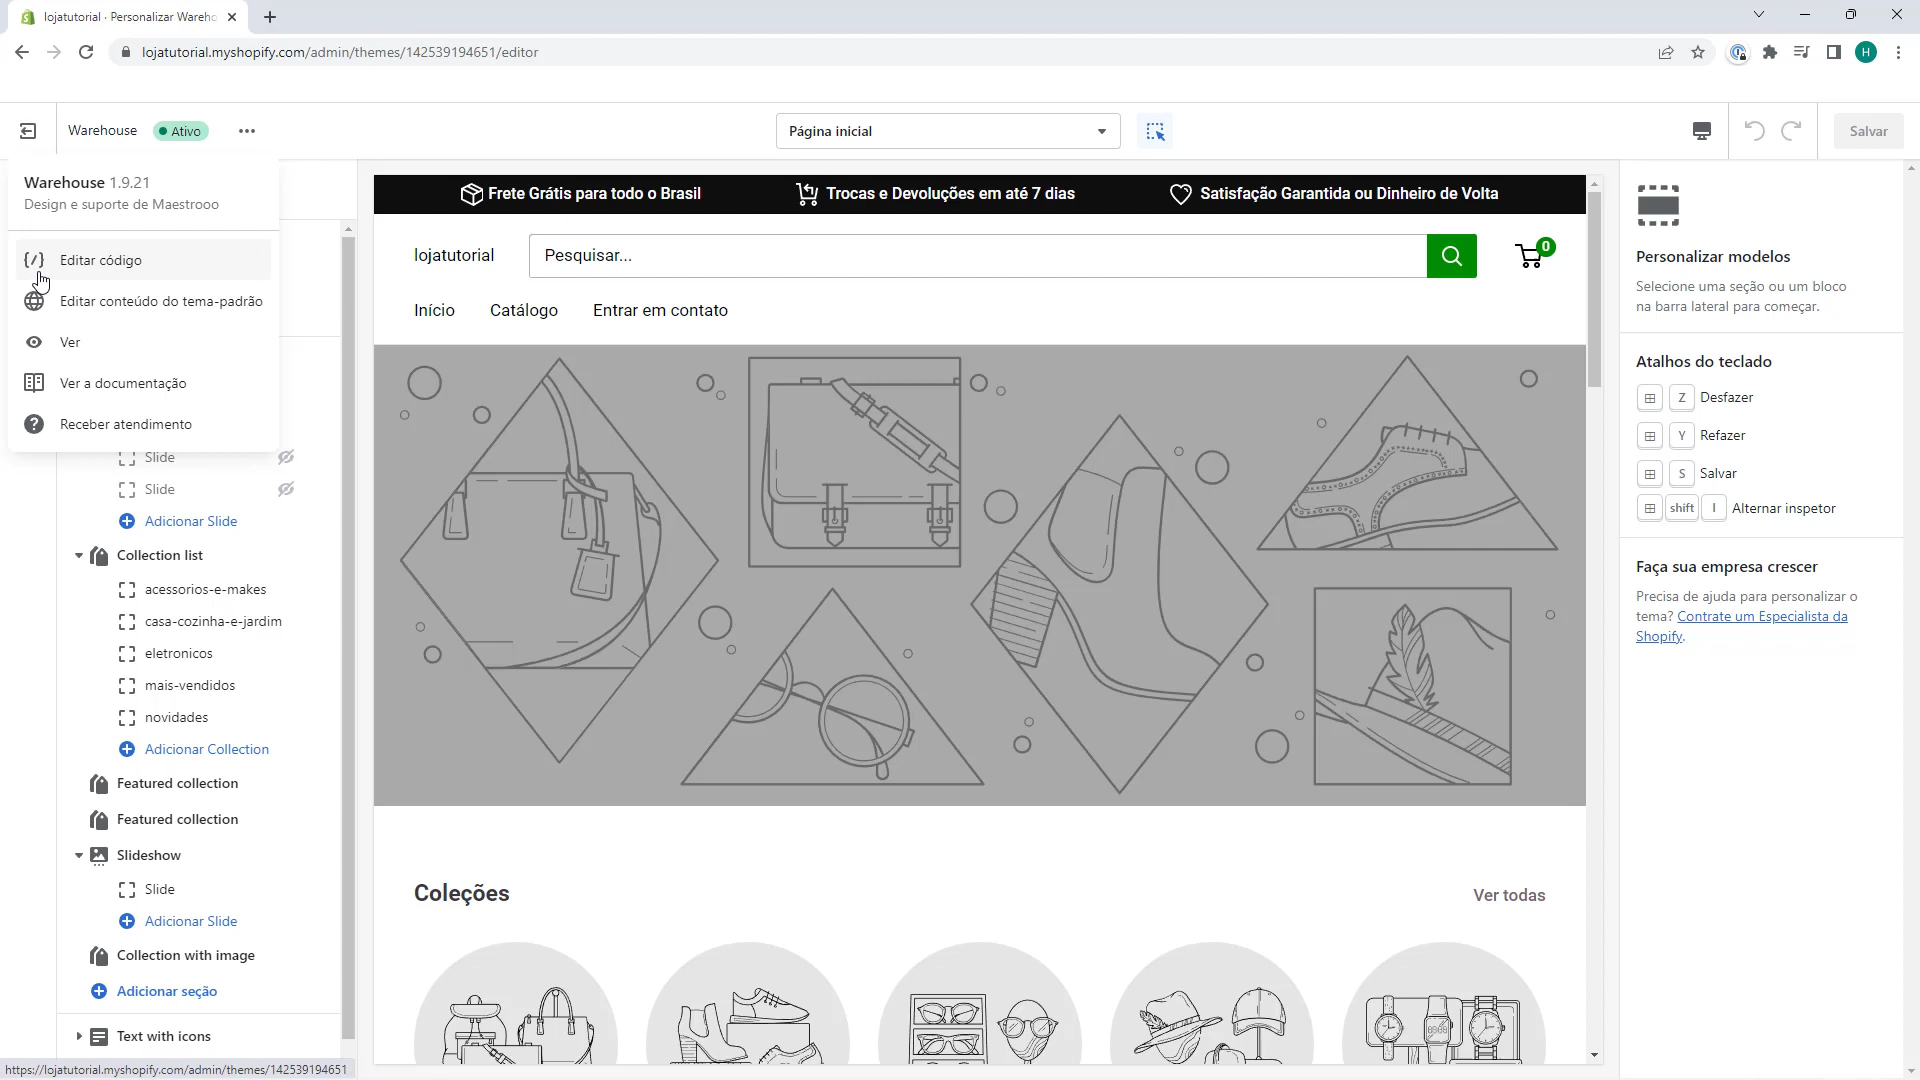 lojatutorial · Personalizar Wareho
lojatutorial.myshopify.com/admin/themes/142539194651/editor
H
Warehouse
Ativo
Página inicial
Salvar
Warehouse 1.9.21
Design e suporte de Maestrooo
Editar código
Editar conteúdo do tema-padrão
Ver
Ver a documentação
Receber atendimento
Slide
Slide
Adicionar Slide
Collection list
acessorios-e-makes
casa-cozinha-e-jardim
eletronicos
mais-vendidos
novidades
Adicionar Collection
Featured collection
Featured collection
Slideshow
Slide
Adicionar Slide
Collection with image
Adicionar seção
Text with icons
https://lojatutorial.myshopify.com/admin/themes/142539194651
Frete Grátis para todo o Brasil
Trocas e Devoluções em até 7 dias
Satisfação Garantida ou Dinheiro de Volta
lojatutorial
Pesquisar...
0
Início
Catálogo
Entrar em contato
Coleções
Ver todas
Personalizar modelos
Selecione uma seção ou um bloco
na barra lateral para começar.
Atalhos do teclado
Z Desfazer
Y Refazer
S Salvar
shift I Alternar inspetor
Faça sua empresa crescer
Precisa de ajuda para personalizar o
tema? Contrate um Especialista da
Shopify.